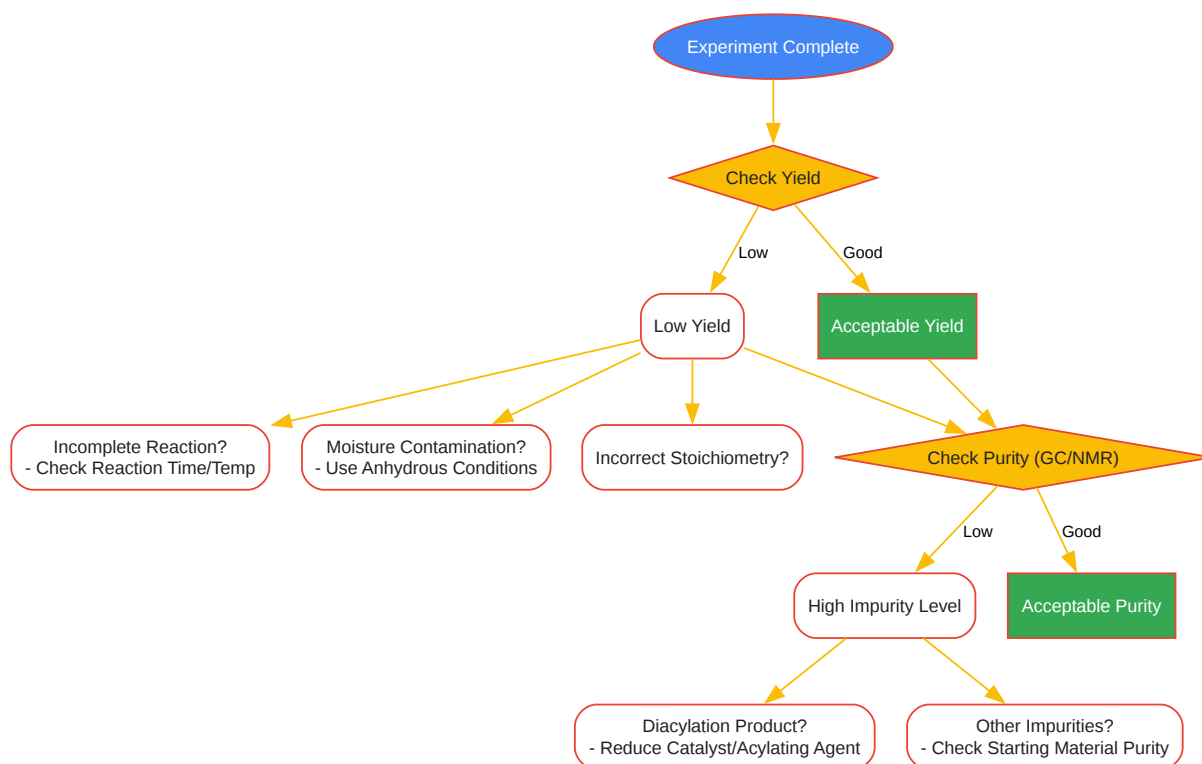 Experiment Complete
Check Yield
Low
Good
Low Yield
Acceptable Yield
Incomplete Reaction?
- Check Reaction Time/Temp
Moisture Contamination?
- Use Anhydrous Conditions
Incorrect Stoichiometry?
Check Purity (GC/NMR)
Low
Good
High Impurity Level
Acceptable Purity
Diacylation Product?
- Reduce Catalyst/Acylating Agent
Other Impurities?
- Check Starting Material Purity